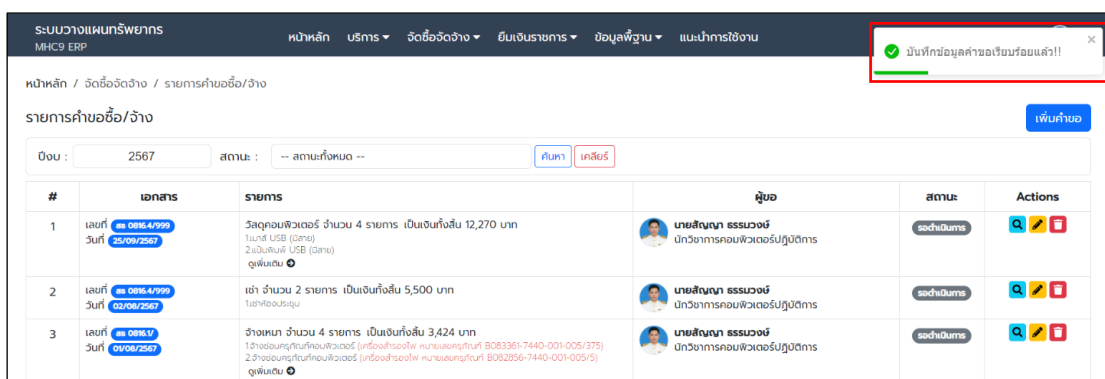 ระบบวางแผนทรัพยากร
MHC9 ERP
หน้าหลัก บริการ จัดซื้อจัดจ้าง ยืมเงินราชการ ข้อมูลพื้นฐาน แนะนำการใช้งาน
บันทึกข้อมูลคำขอเรียบร้อยแล้ว!! ×
หน้าหลัก / จัดซื้อจัดจ้าง / รายการคำขอซื้อ/จ้าง
รายการคำขอซื้อ/จ้าง เพิ่มคำขอ
ปีงบ : 2567 สถานะ : -- สถานะทั้งหมด -- ค้นหา เคลียร์
# เอกสาร รายการ ผู้ขอ สถานะ Actions
1 เลขที่ สธ 0816.4/999 วัสดุคอมพิวเตอร์ จำนวน 4 รายการ เป็นเงินทั้งสิ้น 12,270 บาท นายสัญญา ธรรมวงษ์ รอดำเนินการ
วันที่ 25/09/2567 1.เมาส์ USB (มีสาย) นักวิชาการคอมพิวเตอร์ปฏิบัติการ
2.แป้นพิมพ์ USB (มีสาย)
ดูเพิ่มเติม
2 เลขที่ สธ 0816.4/999 เช่า จำนวน 2 รายการ เป็นเงินทั้งสิ้น 5,500 บาท นายสัญญา ธรรมวงษ์ รอดำเนินการ
วันที่ 02/08/2567 1.เช่าห้องประชุม นักวิชาการคอมพิวเตอร์ปฏิบัติการ
3 เลขที่ สธ 0816.1/ จ้างเหมา จำนวน 4 รายการ เป็นเงินทั้งสิ้น 3,424 บาท นายสัญญา ธรรมวงษ์ รอดำเนินการ
วันที่ 01/08/2567 1.จ้างซ่อมครุภัณฑ์คอมพิวเตอร์ (เครื่องสำรองไฟ หมายเลขครุภัณฑ์ B083361-7440-001-005/375) นักวิชาการคอมพิวเตอร์ปฏิบัติการ
2.จ้างซ่อมครุภัณฑ์คอมพิวเตอร์ (เครื่องสำรองไฟ หมายเลขครุภัณฑ์ B082856-7440-001-005/5)
ดูเพิ่มเติม